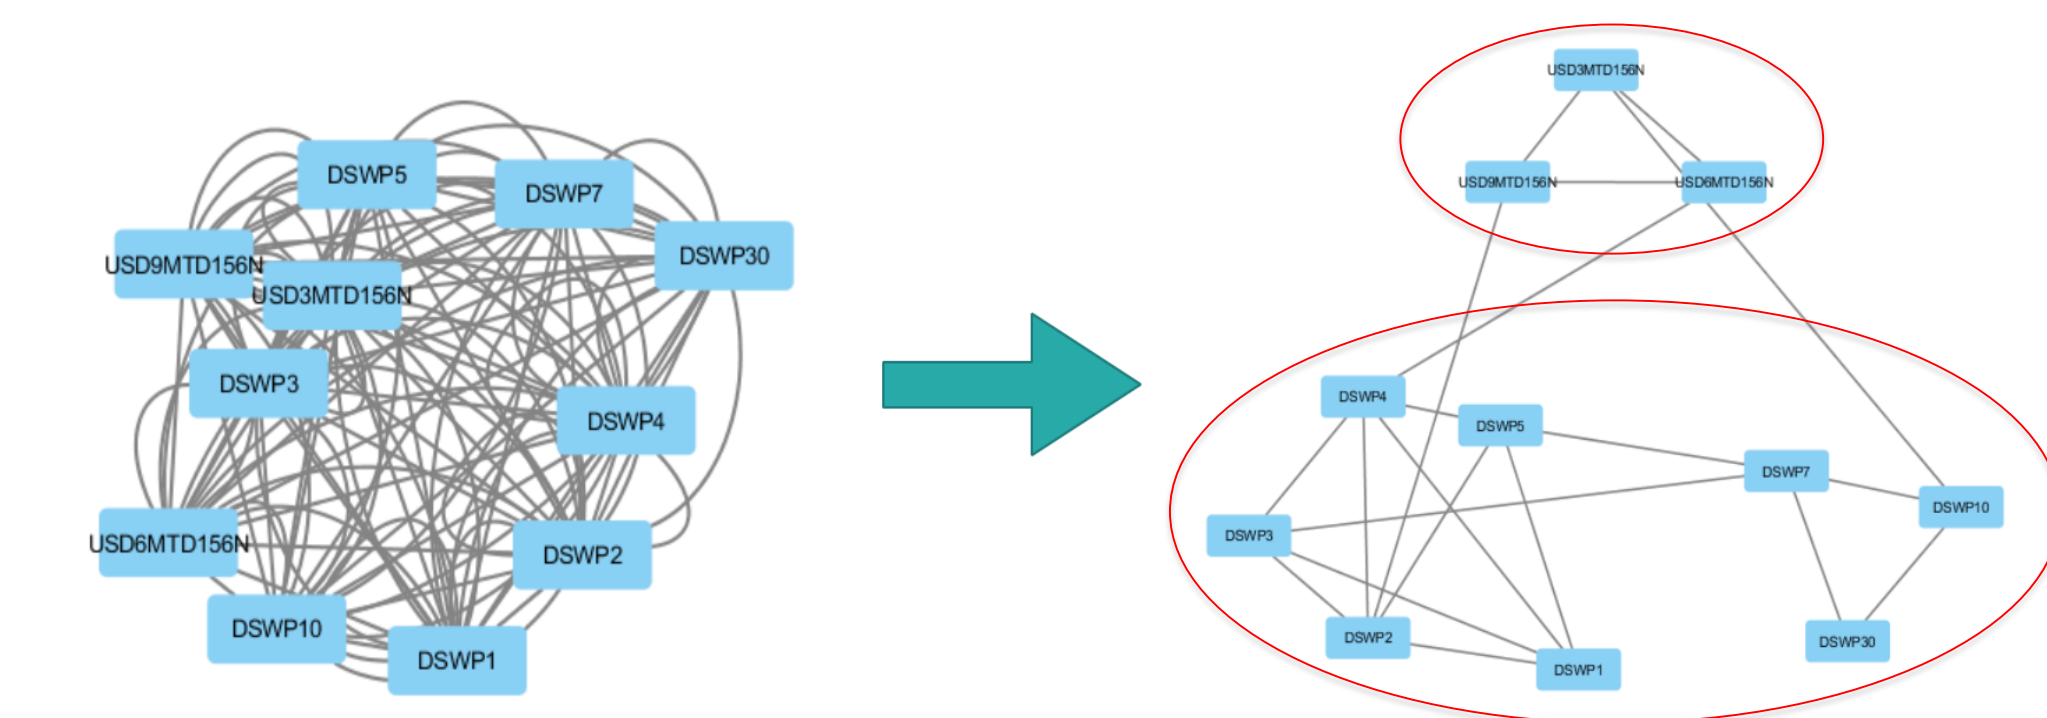 DSWP5
DSWP7
DSWP30
USD9MTD156N
USD3MTD156N
DSWP3
DSWP4
USD6MTD156N
DSWP2
DSWP10
DSWP1
USD3MTD156N
USD9MTD156N
USD6MTD156N
DSWP4
DSWP5
DSWP7
DSWP10
DSWP3
DSWP2
DSWP30
DSWP1